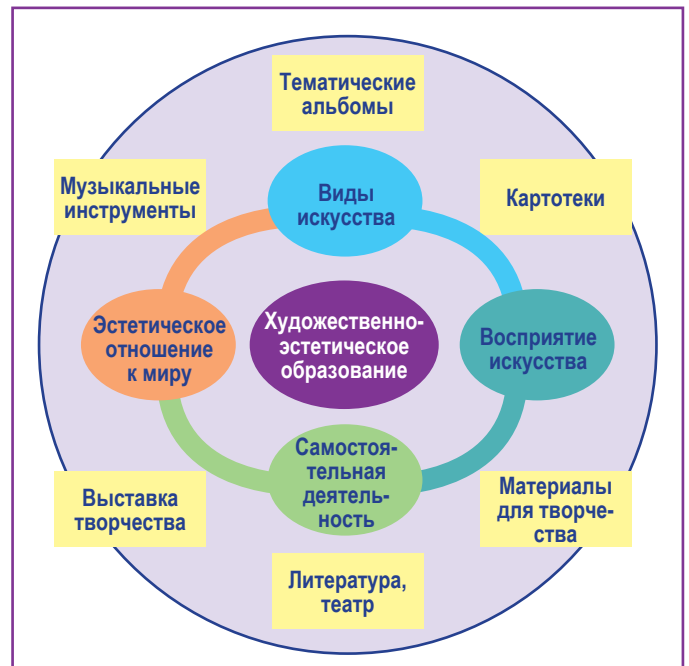 Тематические
альбомы
Музыкальные
инструменты
Виды
искусства
Картотеки
Эстетическое
отношение
к миру
Художественно-
эстетическое
образование
Восприятие
искусства
Самостоя-
тельная
деятель-
ность
Выставка
творчества
Материалы
для творче-
ства
Литература,
театр